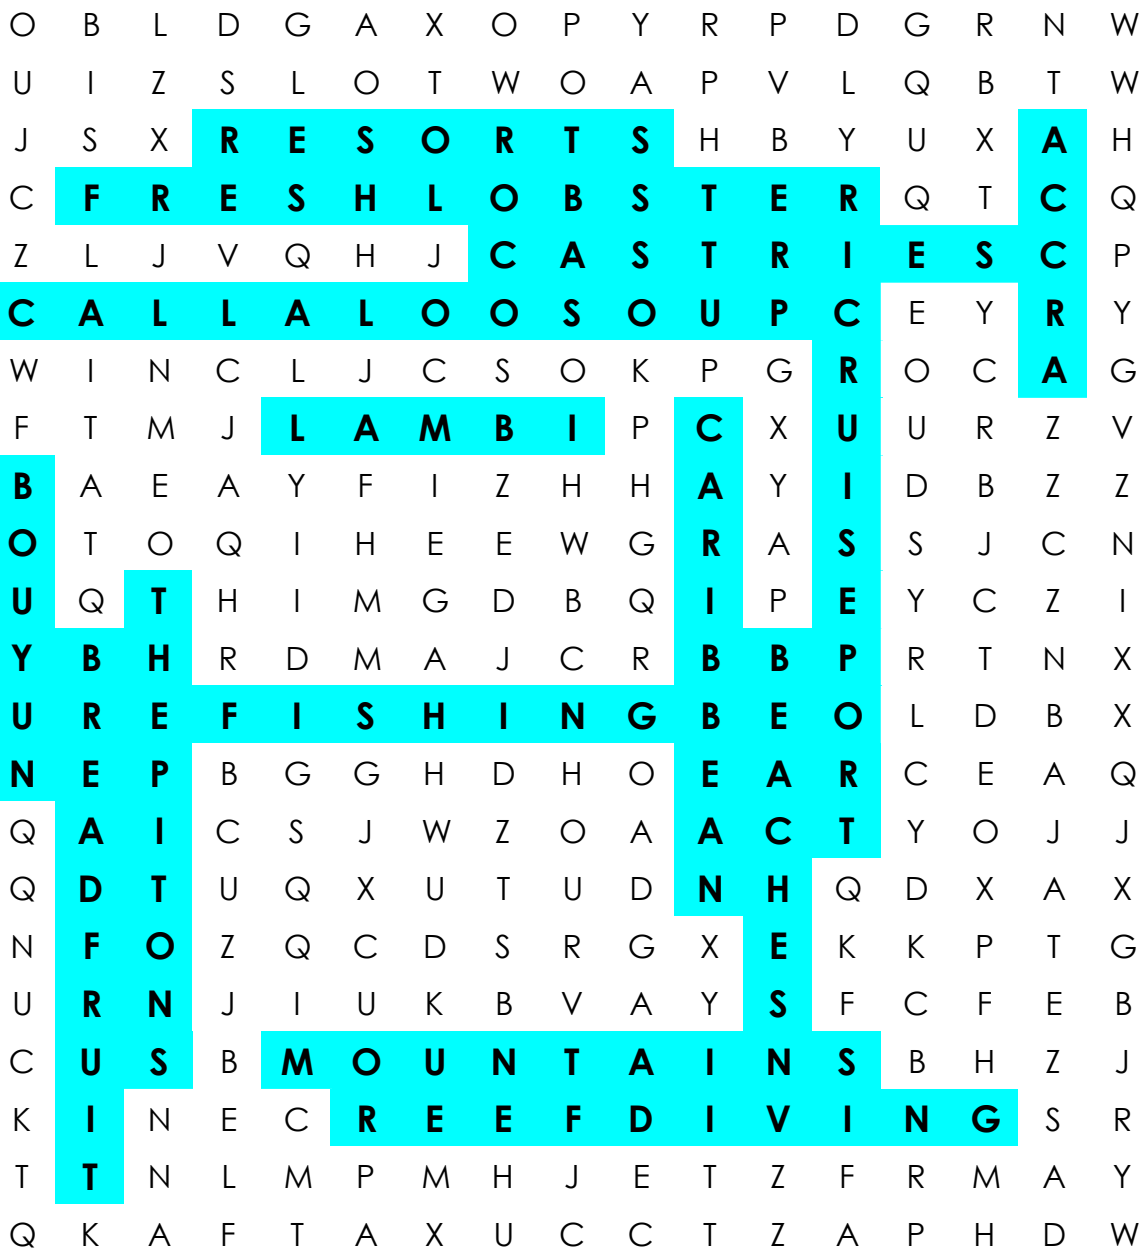 O B L D G A X O P Y R P D G R N W
U I Z S L O T W O A P V L Q B T W
J S X R E S O R T S H B Y U X A H
C F R E S H L O B S T E R Q T C Q
Z L J V Q H J C A S T R I E S C P
C A L L A L O O S O U P C E Y R Y
W I N C L J C S O K P G R O C A G
F T M J L A M B I P C X U U R Z V
B A E A Y F I Z H H A Y I D B Z Z
O T O Q I H E E W G R A S S J C N
U Q T H I M G D B Q I P E Y C Z I
Y B H R D M A J C R B B P R T N X
U R E F I S H I N G B E O L D B X
N E P B G G H D H O E A R C E A Q
Q A I C S J W Z O A A C T Y O J J
Q D T U Q X U T U D N H Q D X A X
N F O Z Q C D S R G X E K K P T G
U R N J I U K B V A Y S F C F E B
C U S B M O U N T A I N S B H Z J
K I N E C R E E F D I V I N G S R
T T N L M P M H J E T Z F R M A Y
Q K A F T A X U C C T Z A P H D W